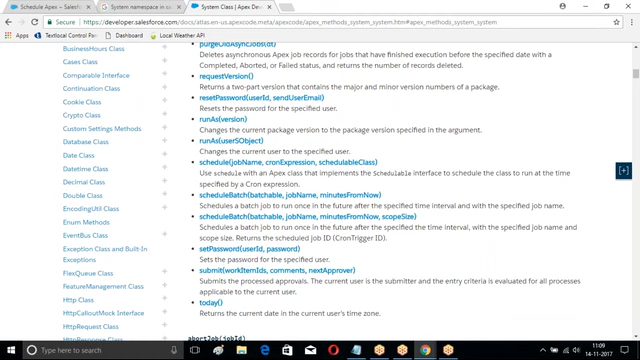 Schedule Apex – Salesfo
System namespace in sa
System Class | Apex Dev
Secure
https://developer.salesforce.com/docs/atlas.en-us.apexcode.meta/apexcode/apex_methods_system_system.htm#apex_methods_system_system
Apps
Textlocal Control Panel
Dashboard
Local Weather API
BusinessHours Class
Cases Class
Comparable Interface
Continuation Class
Cookie Class
Crypto Class
Custom Settings Methods
Database Class
Date Class
Datetime Class
Decimal Class
Double Class
EncodingUtil Class
Enum Methods
EventBus Class
Exception Class and Built-In
Exceptions
FlexQueue Class
FeatureManagement Class
Http Class
HttpCalloutMock Interface
HttpRequest Class
purgeOldAsyncJobs(dt)
Deletes asynchronous Apex job records for jobs that have finished execution before the specified date with a
Completed, Aborted, or Failed status, and returns the number of records deleted.
requestVersion()
Returns a two-part version that contains the major and minor version numbers of a package.
resetPassword(userId, sendUserEmail)
Resets the password for the specified user.
runAs(version)
Changes the current package version to the package version specified in the argument.
runAs(userSObject)
Changes the current user to the specified user.
schedule(jobName, cronExpression, schedulableClass)
Use schedule with an Apex class that implements the Schedulable interface to schedule the class to run at the time
specified by a Cron expression.
scheduleBatch(batchable, jobName, minutesFromNow)
Schedules a batch job to run once in the future after the specified time interval and with the specified job name.
scheduleBatch(batchable, jobName, minutesFromNow, scopeSize)
Schedules a batch job to run once in the future after the specified the time interval, with the specified job name and
scope size. Returns the scheduled job ID (CronTrigger ID).
setPassword(userId, password)
Sets the password for the specified user.
submit(workItemIds, comments, nextApprover)
Submits the processed approvals. The current user is the submitter and the entry criteria is evaluated for all processes
applicable to the current user.
today()
Returns the current date in the current user's time zone.
abortJob(jobId)
[+]
Type here to search
11:09
14-11-2017